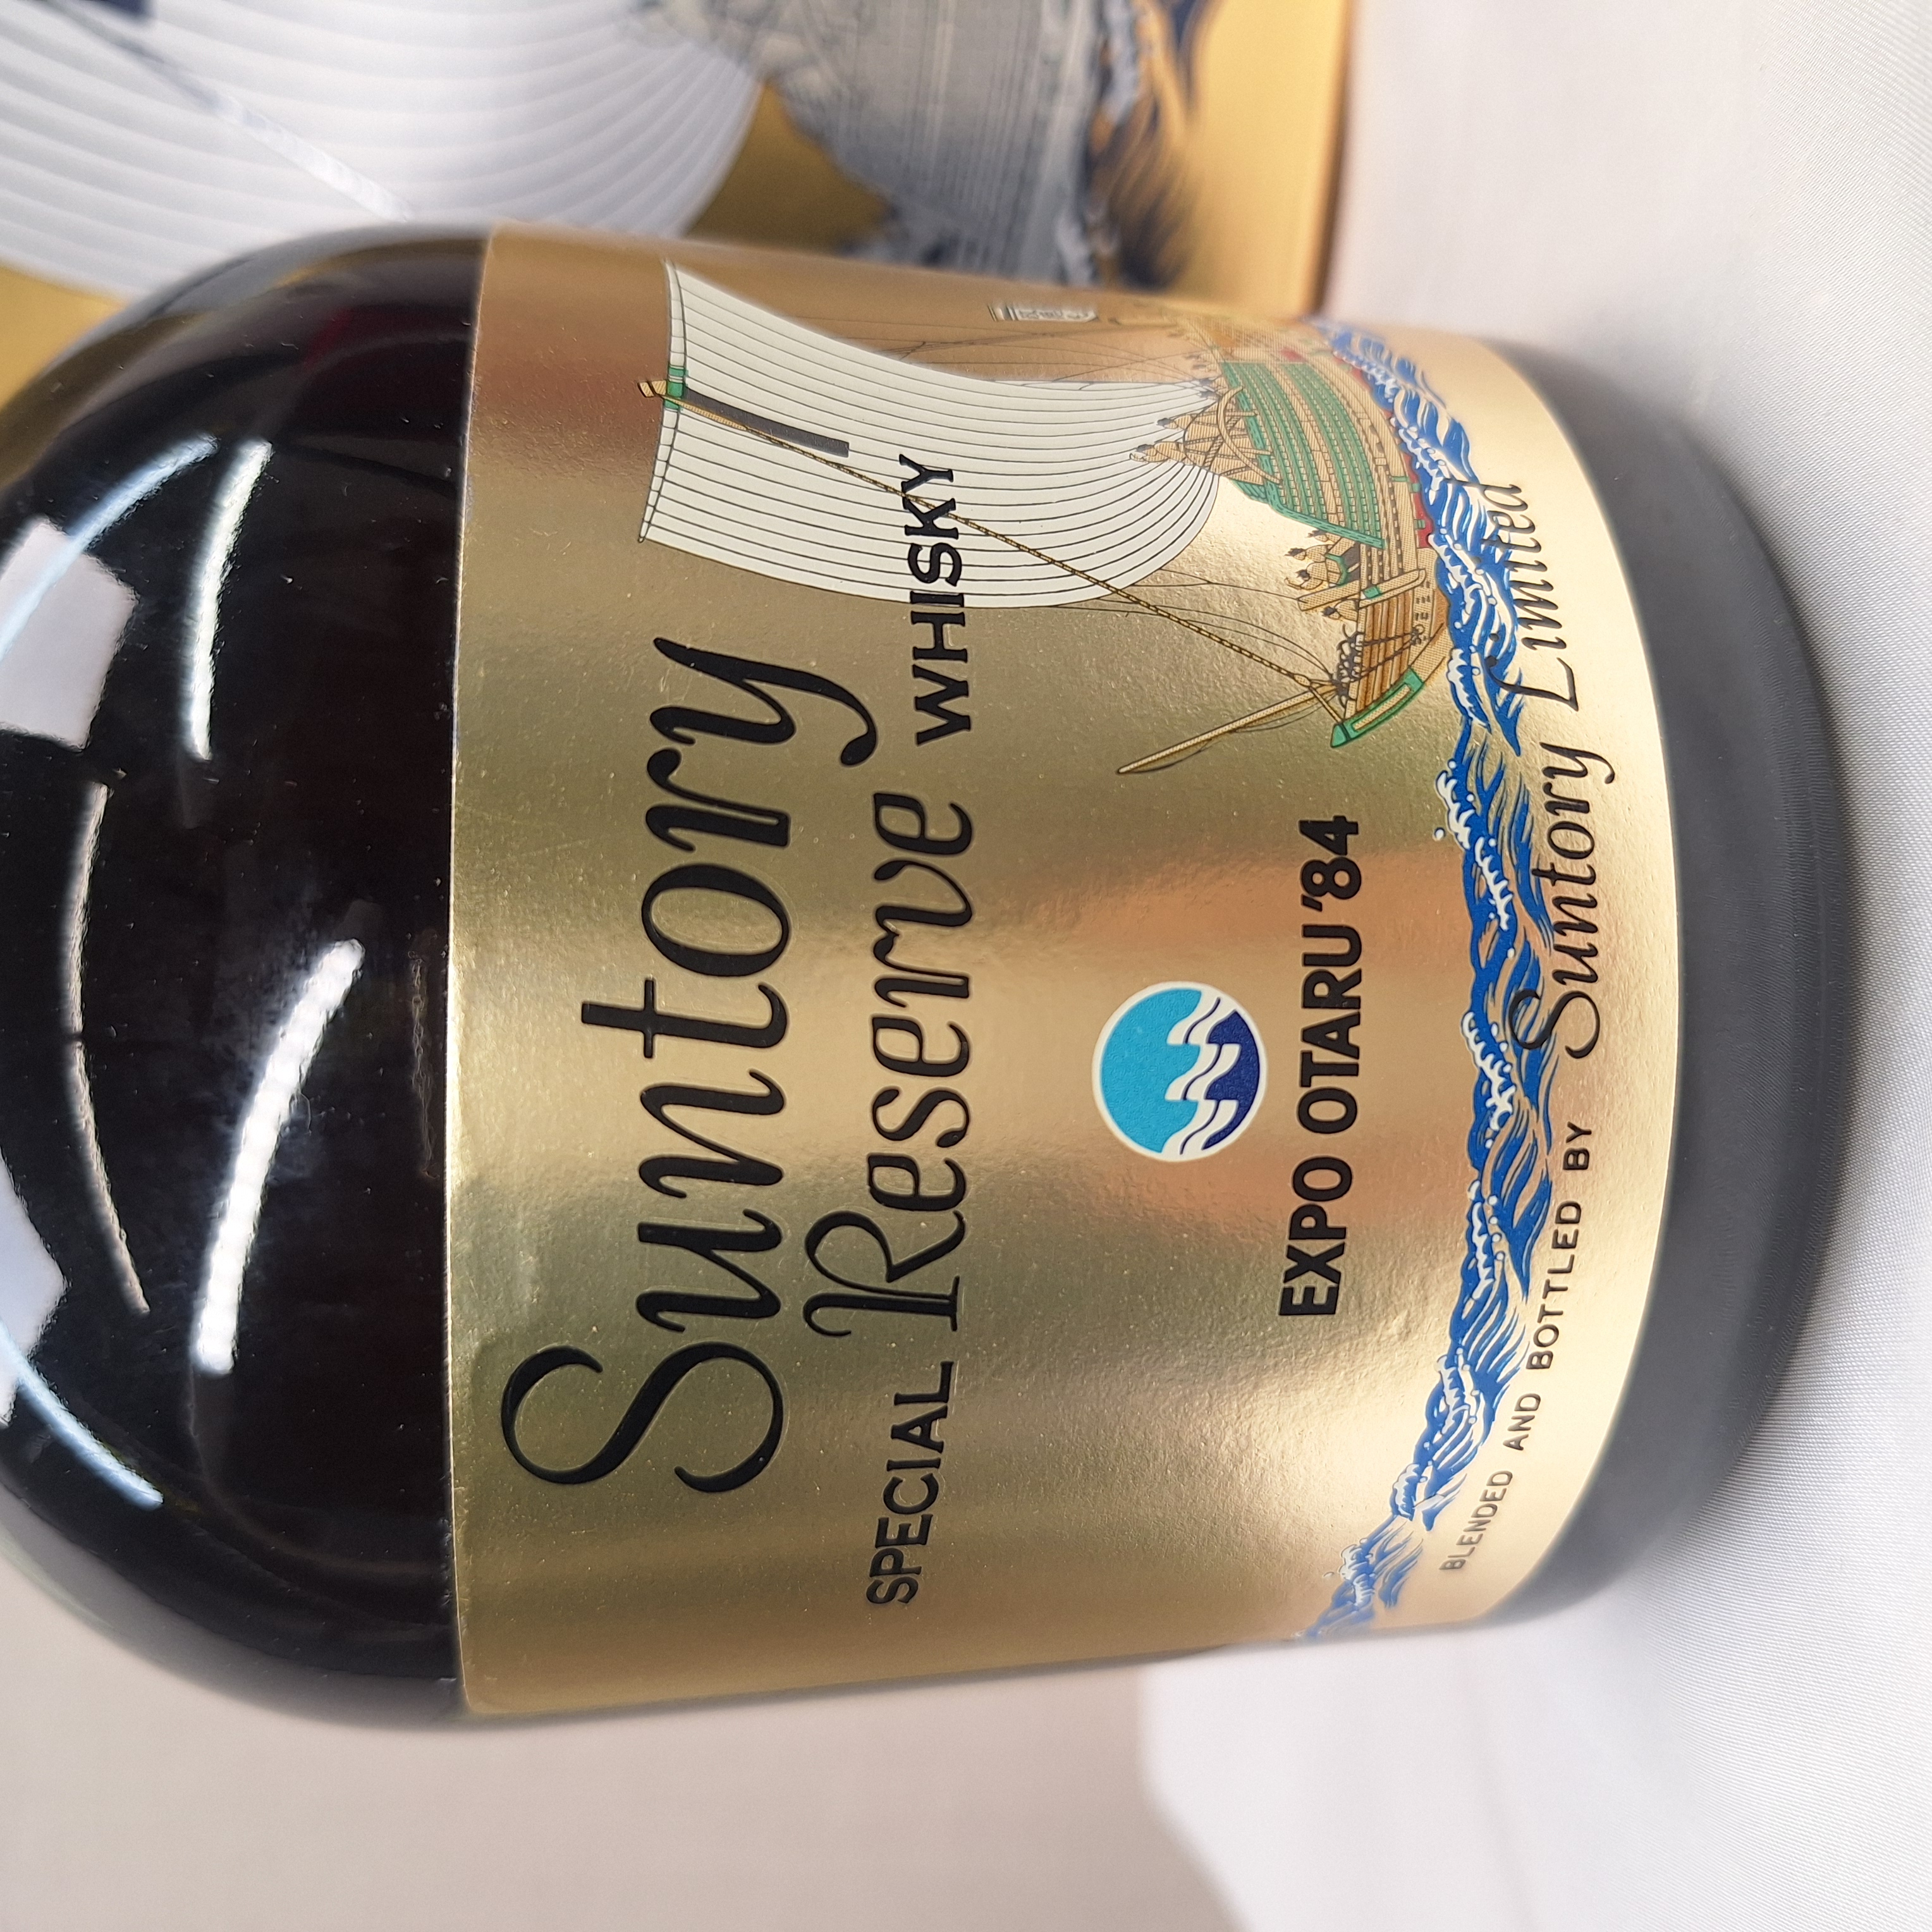 Suntory
SPECIAL Reserve WHISKY
EXPO OTARU '84
BLENDED AND BOTTLED BY Suntory Limited